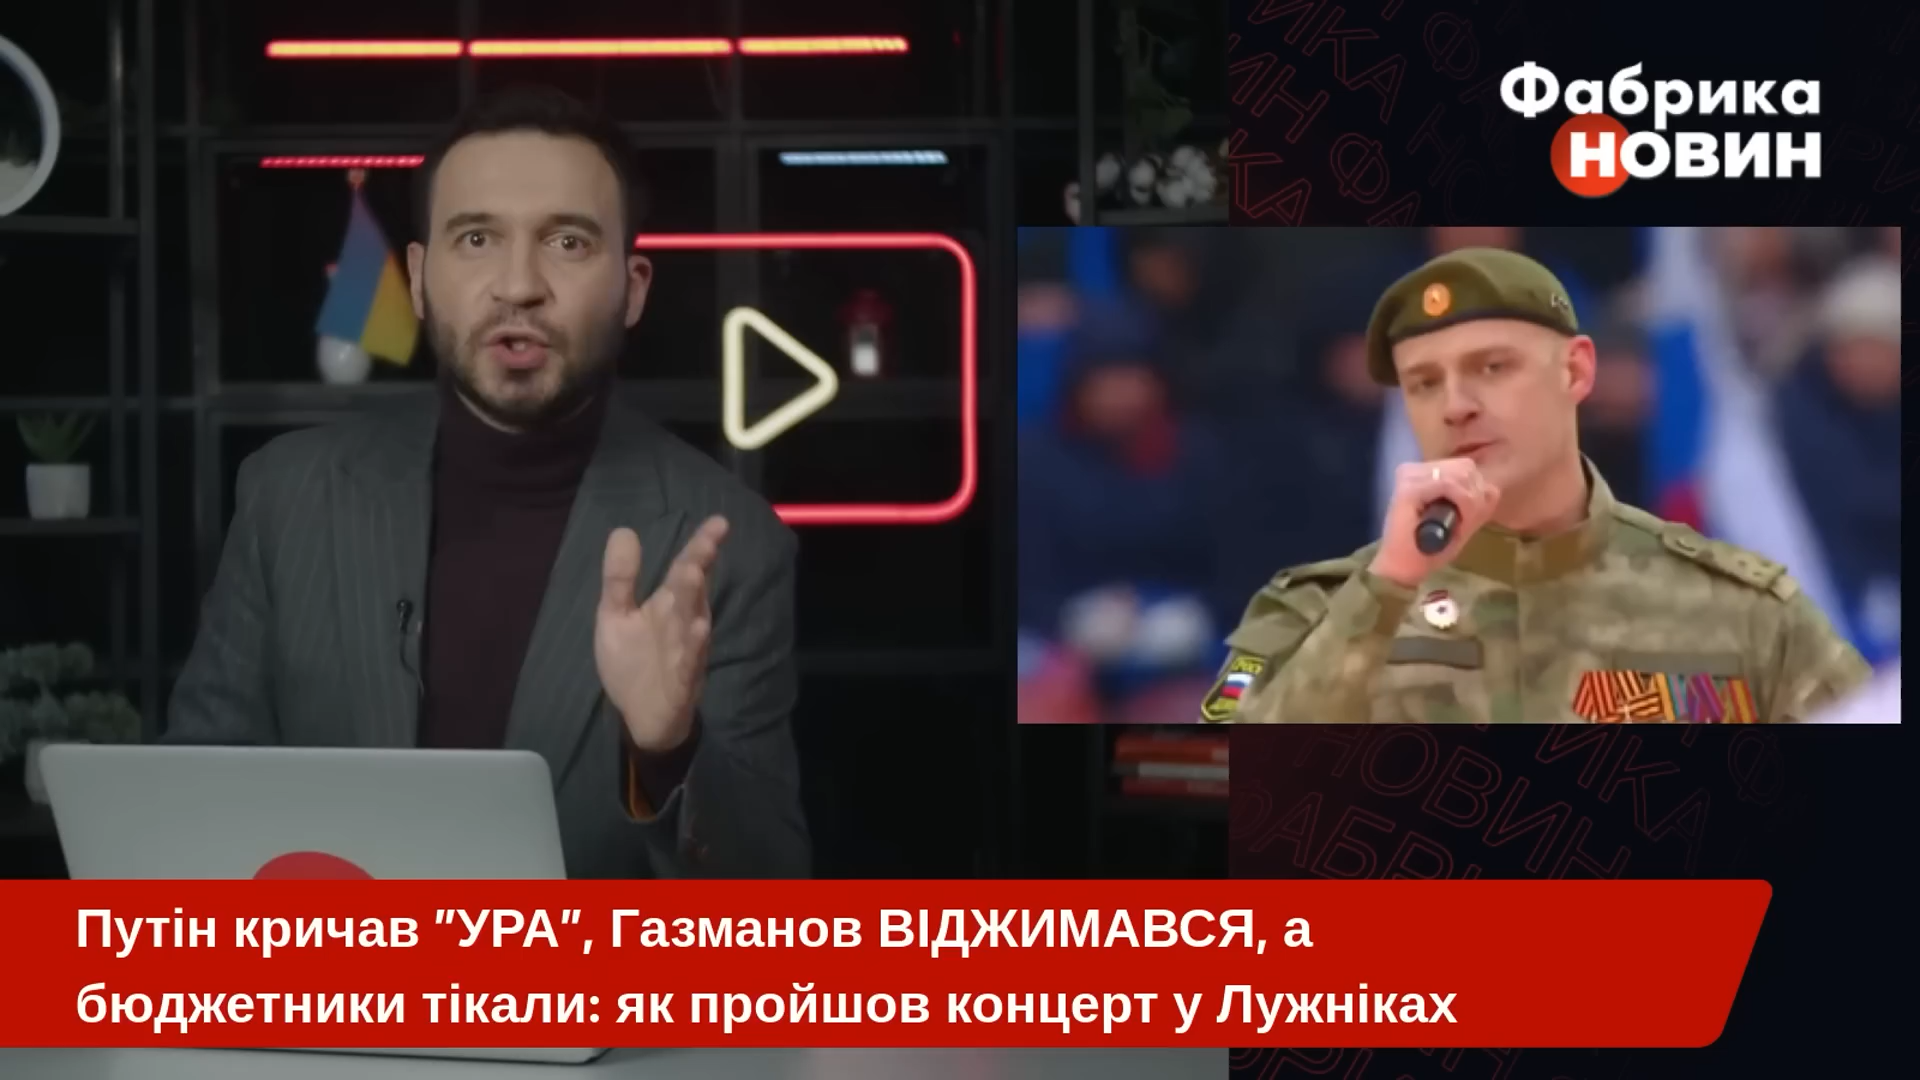 Фабрика
НОВИН
Путін кричав "УРА", Газманов ВІДЖИМАВСЯ, а
бюджетники тікали: як пройшов концерт у Лужніках